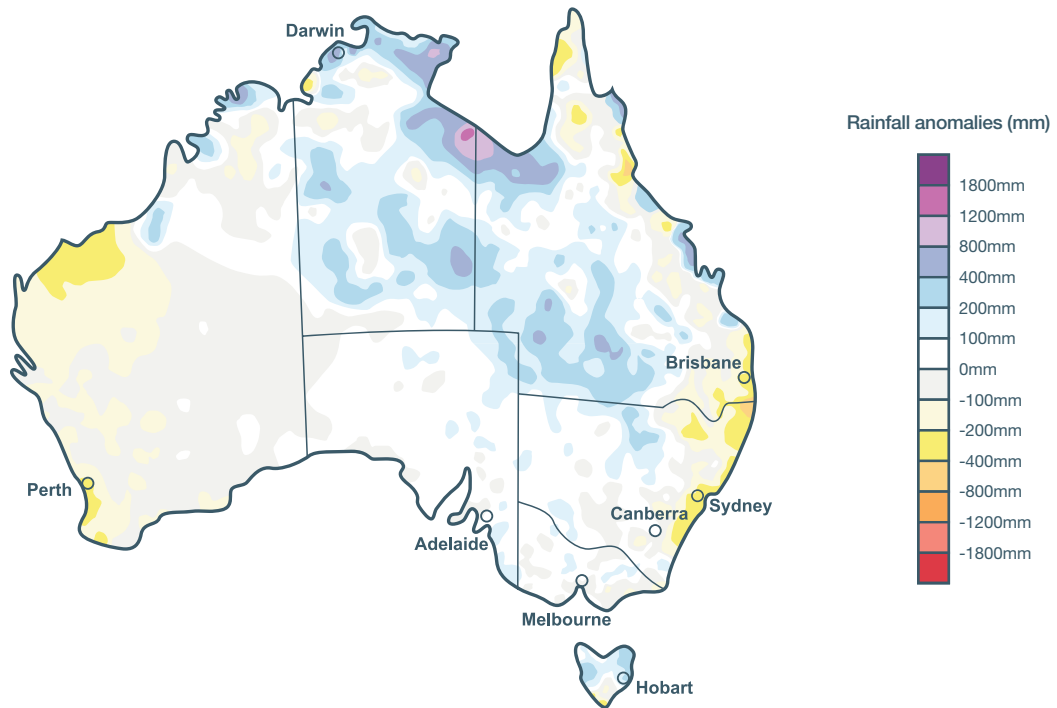 Darwin
Rainfall anomalies (mm)
1800mm
1200mm
800mm
400mm
200mm
100mm
0mm
-100mm
-200mm
-400mm
-800mm
-1200mm
-1800mm
Brisbane
Perth
Sydney
Canberra
Adelaide
Melbourne
Hobart